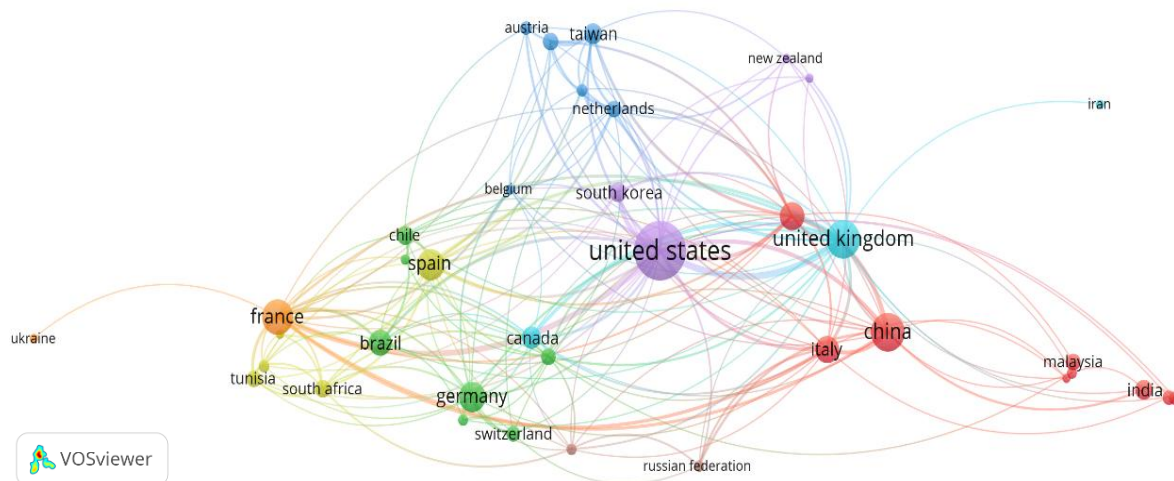 austria
taiwan
new zealand
iran
netherlands
belgium
south korea
chile
united kingdom
united states
spain
france
ukraine
brazil
canada
china
italy
malaysia
tunisia
south africa
india
germany
switzerland
russian federation
VOSviewer